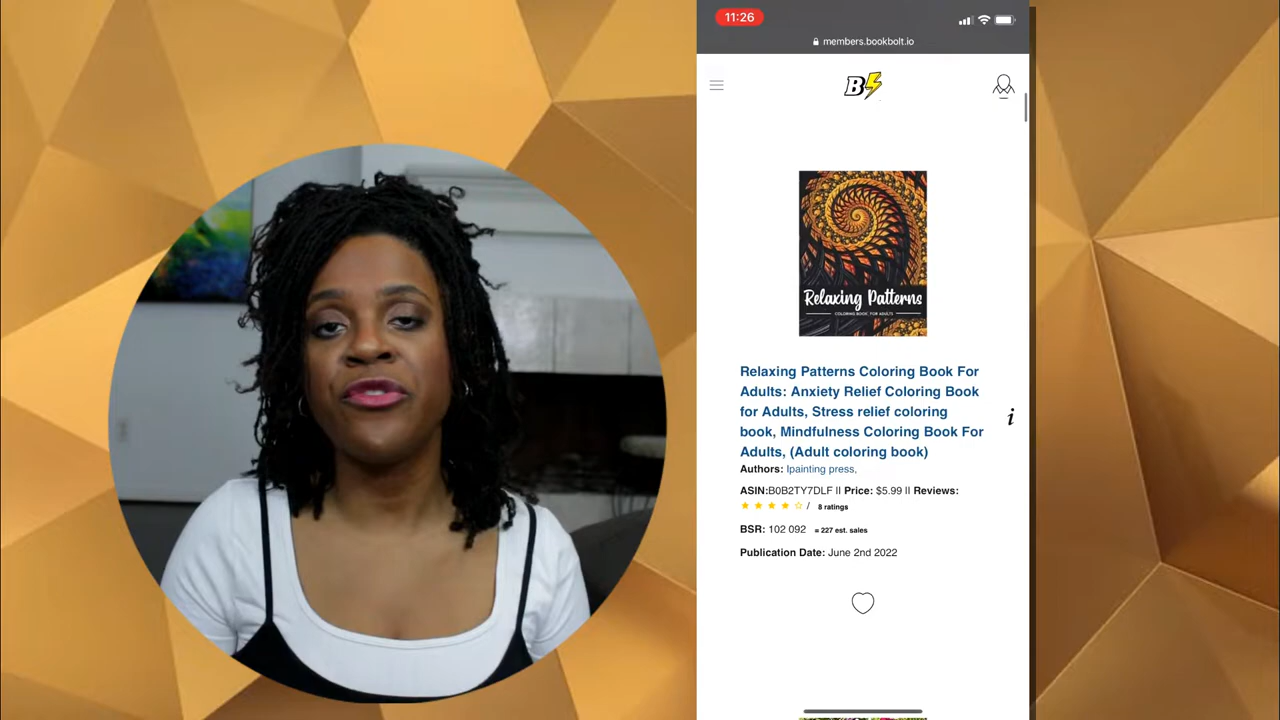 11:26
members.bookbolt.io
B
Relaxing Patterns
COLORING BOOK FOR ADULTS
Relaxing Patterns Coloring Book For
Adults: Anxiety Relief Coloring Book
for Adults, Stress relief coloring
book, Mindfulness Coloring Book For
Adults, (Adult coloring book)
i
Authors: Ipainting press,
ASIN:B0B2TY7DLF II Price: $5.99 II Reviews:
/ 8 ratings
BSR: 102 092 = 227 est. sales
Publication Date: June 2nd 2022